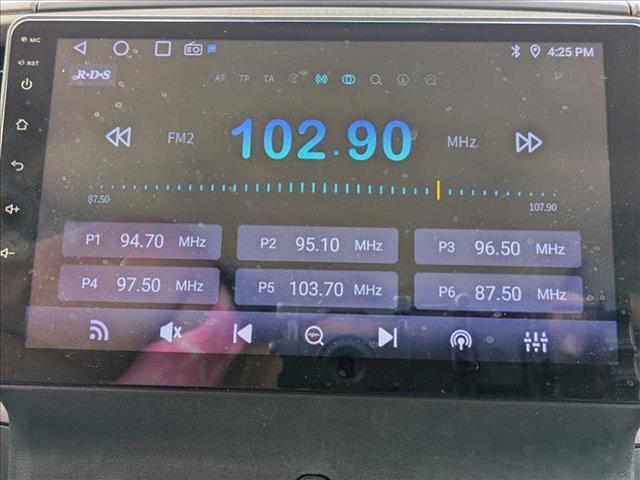 MIC
4:25 PM
RST
R·D·S
AF TP TA
FM2 102.90 MHz
87.50 107.90
P1 94.70 MHz P2 95.10 MHz P3 96.50 MHz
P4 97.50 MHz P5 103.70 MHz P6 87.50 MHz